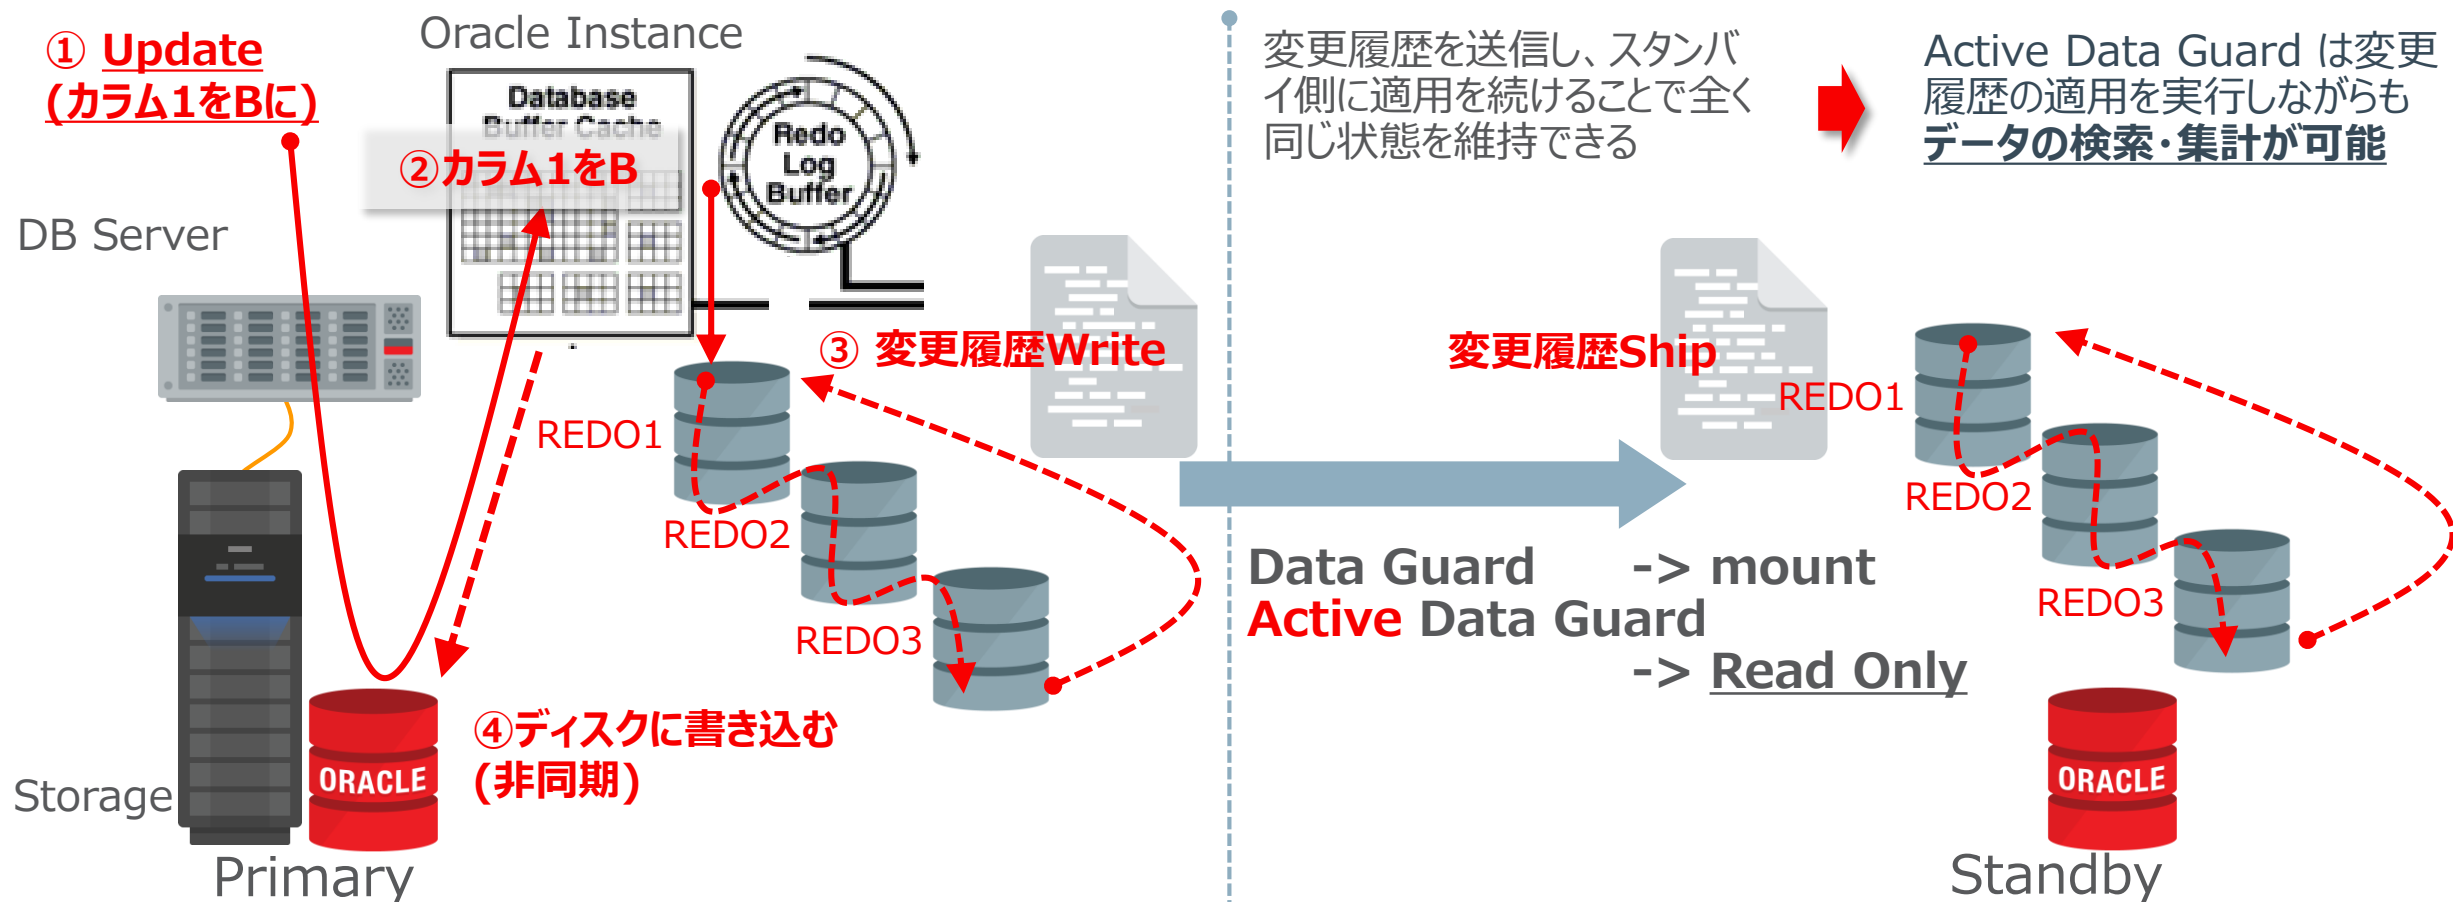 ① Update
(カラム1をBに)
Oracle Instance
Database
Buffer Cache
②カラム1をB
Redo
Log
Buffer
DB Server
③ 変更履歴Write
REDO1
REDO2
REDO3
④ディスクに書き込む
(非同期)
ORACLE
Storage
Primary
変更履歴を送信し、スタンバ
イ側に適用を続けることで全く
同じ状態を維持できる
Active Data Guard は変更
履歴の適用を実行しながらも
データの検索・集計が可能
変更履歴Ship
REDO1
REDO2
REDO3
Data Guard -> mount
Active Data Guard
-> Read Only
ORACLE
Standby